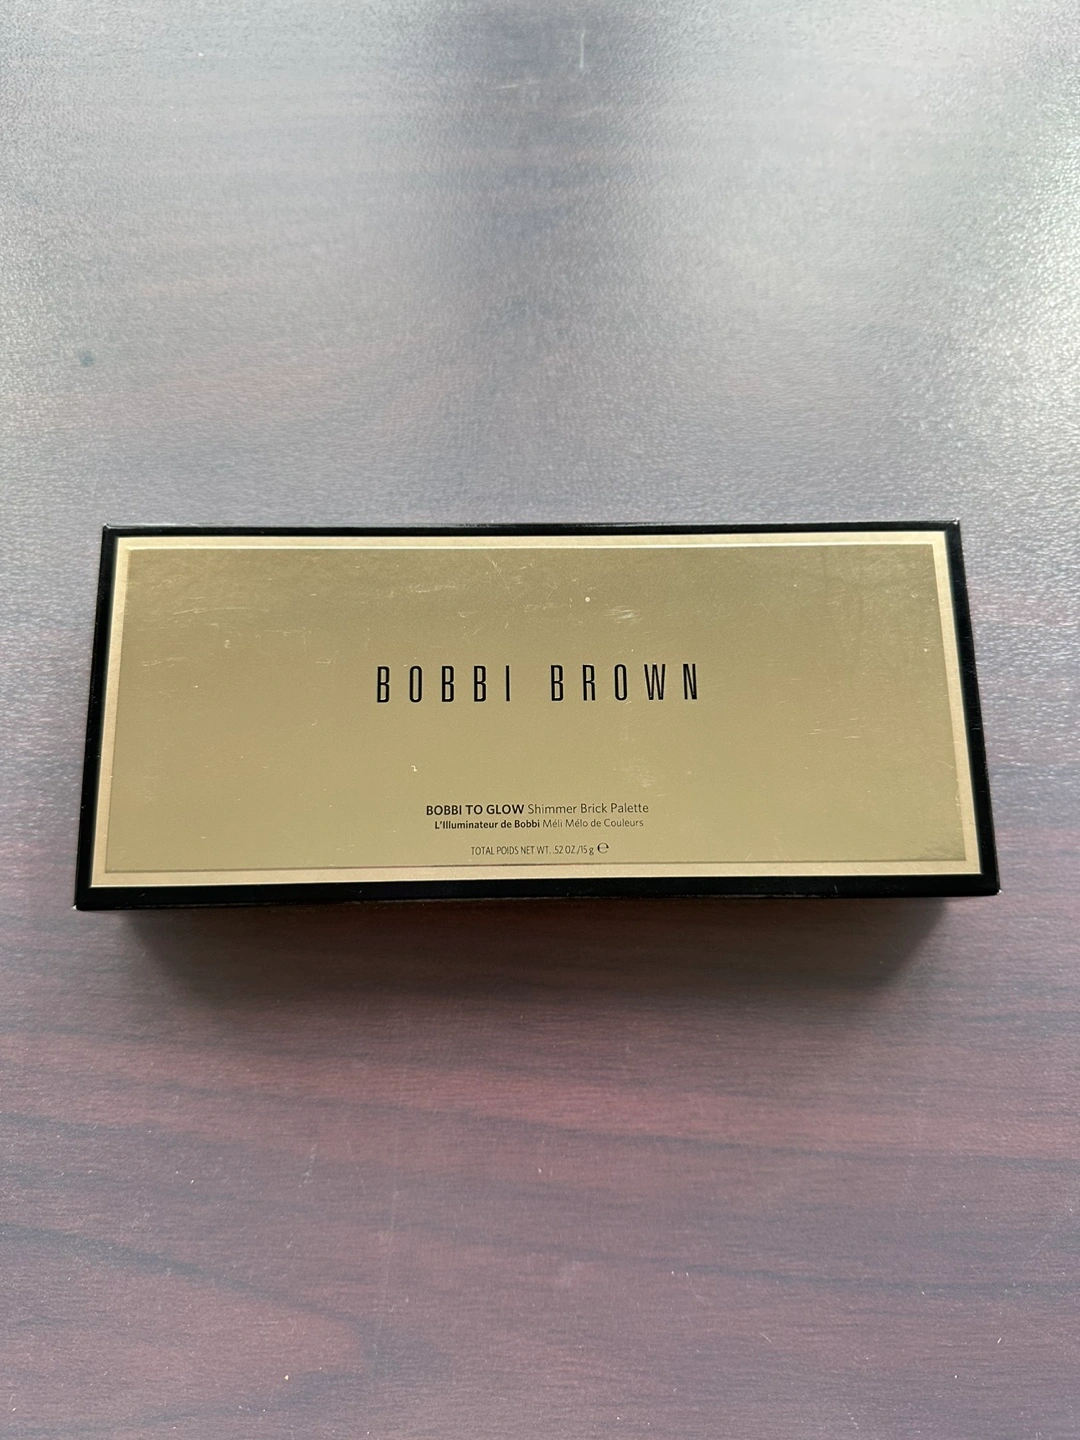 BOBBI BROWN
BOBBI TO GLOW Shimmer Brick Palette
L'Illuminateur de Bobbi Méli Mélo de Couleurs
TOTAL POIDS NET WT. .52 OZ./15 g ℮